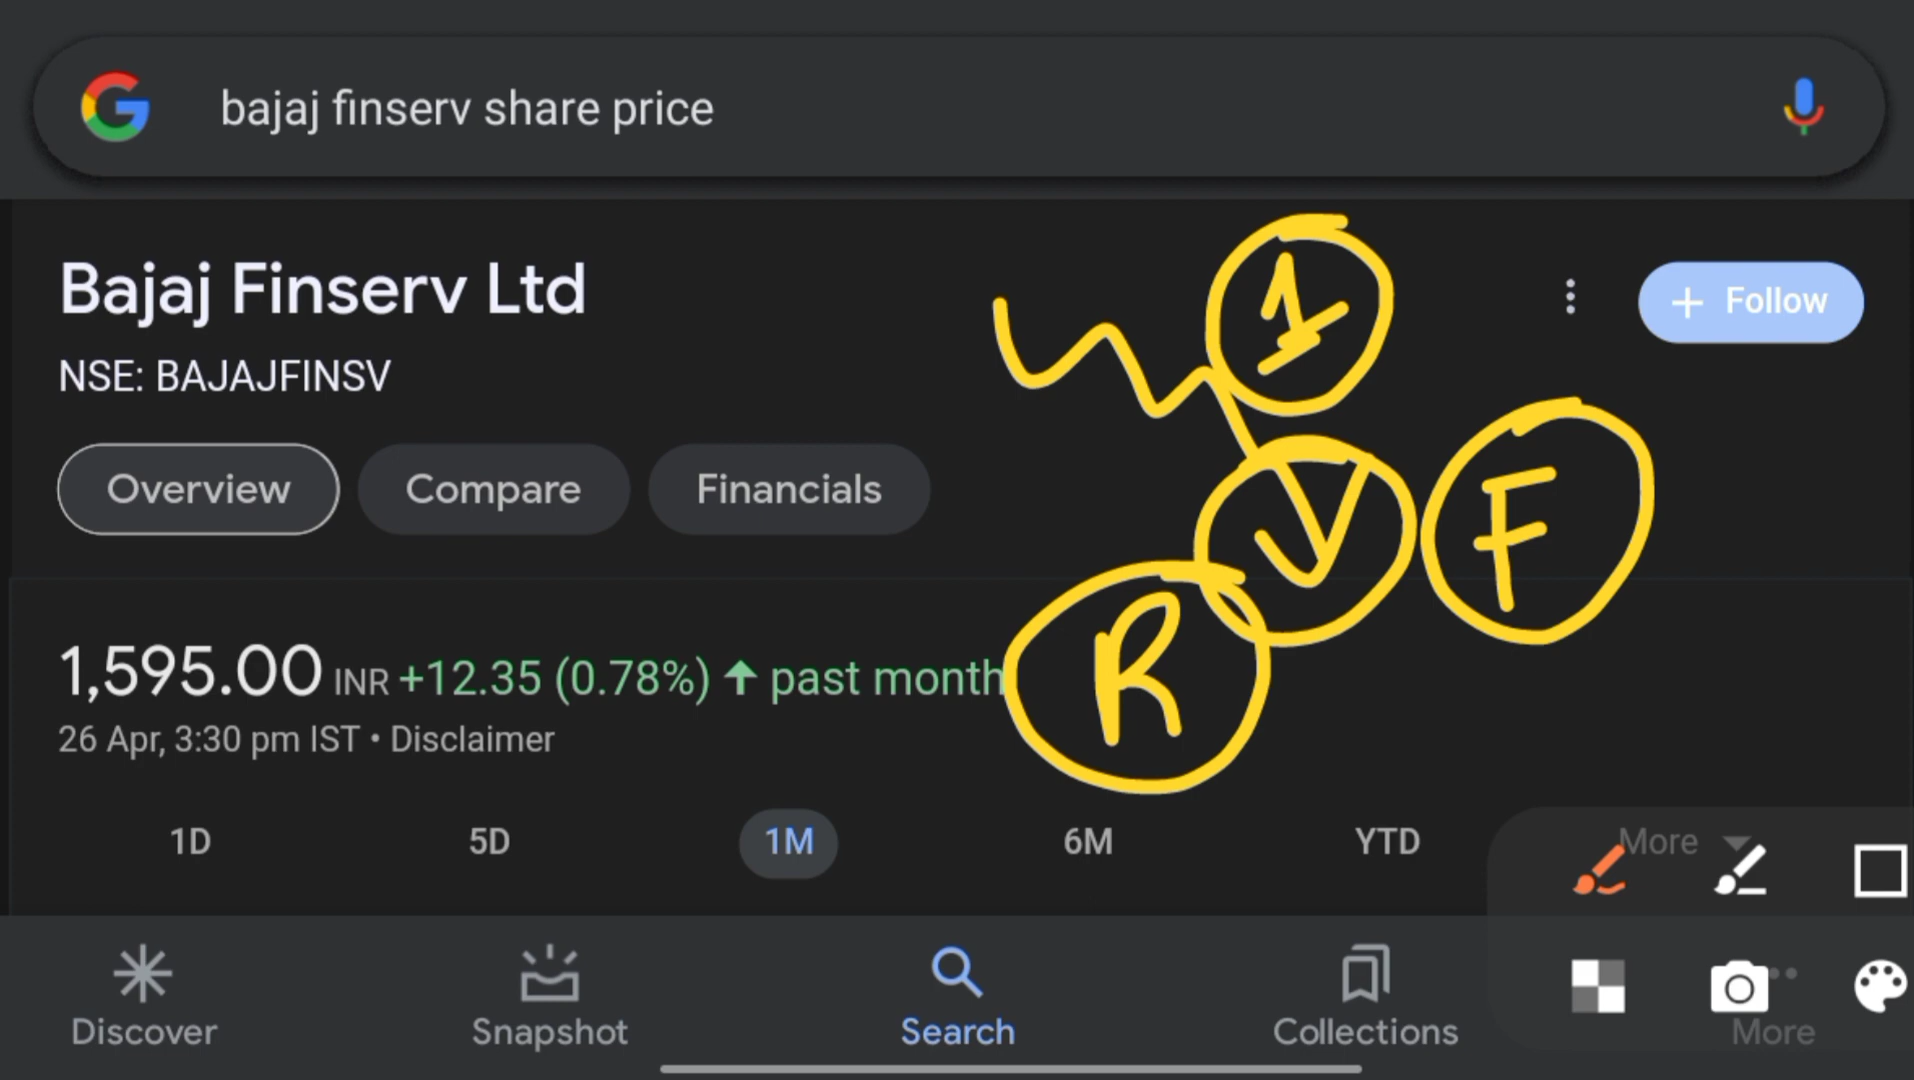 bajaj finserv share price
Bajaj Finserv Ltd
1
+ Follow
NSE: BAJAJFINSV
Overview Compare Financials
F
R
1,595.00 INR +12.35 (0.78%) ↑ past month
26 Apr, 3:30 pm IST • Disclaimer
1D 5D 1M 6M YTD More
Discover Snapshot Search Collections More